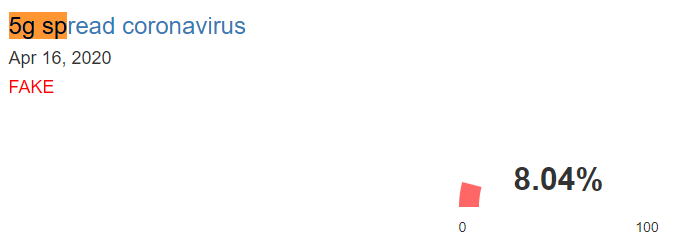 5g spread coronavirus
Apr 16, 2020
FAKE
8.04%
0
100